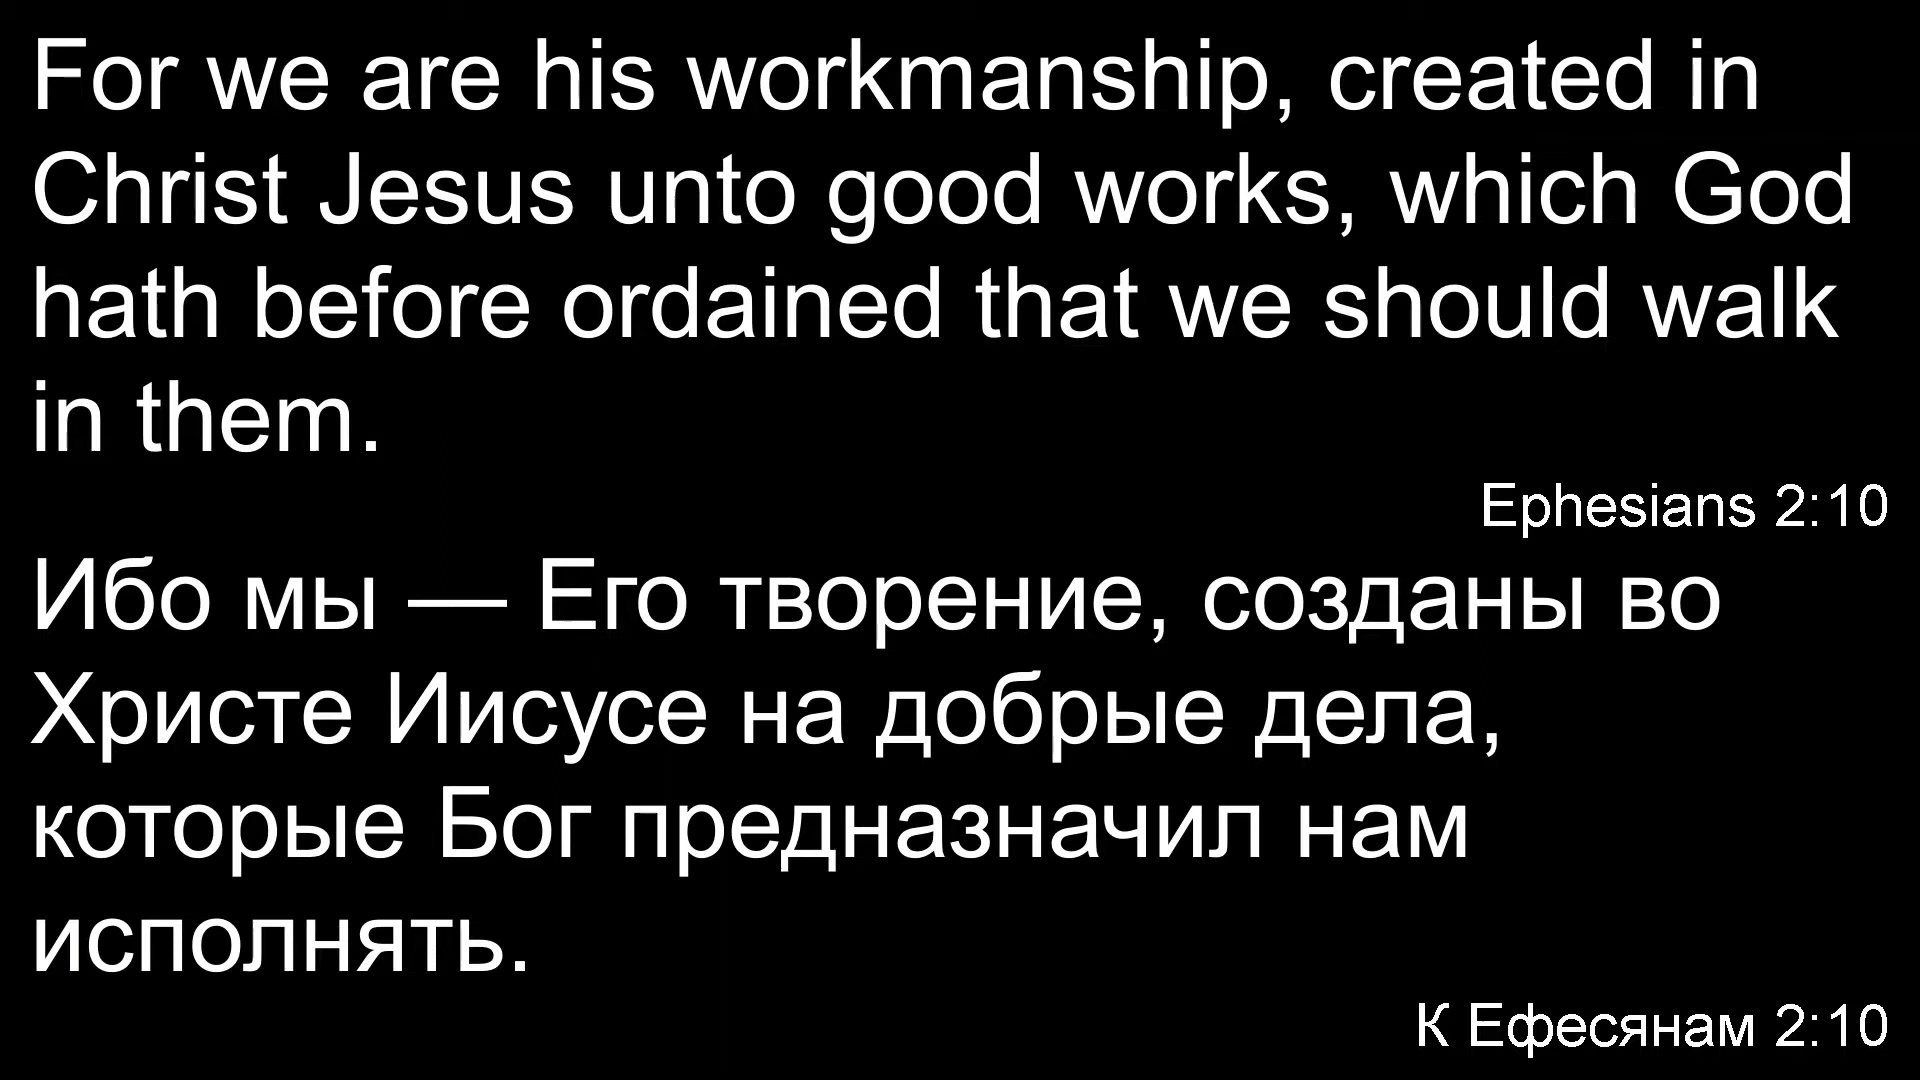 For we are his workmanship, created in
Christ Jesus unto good works, which God
hath before ordained that we should walk
in them.
Ephesians 2:10
Ибо мы — Его творение, созданы во
Христе Иисусе на добрые дела,
которые Бог предназначил нам
исполнять.
К Ефесянам 2:10